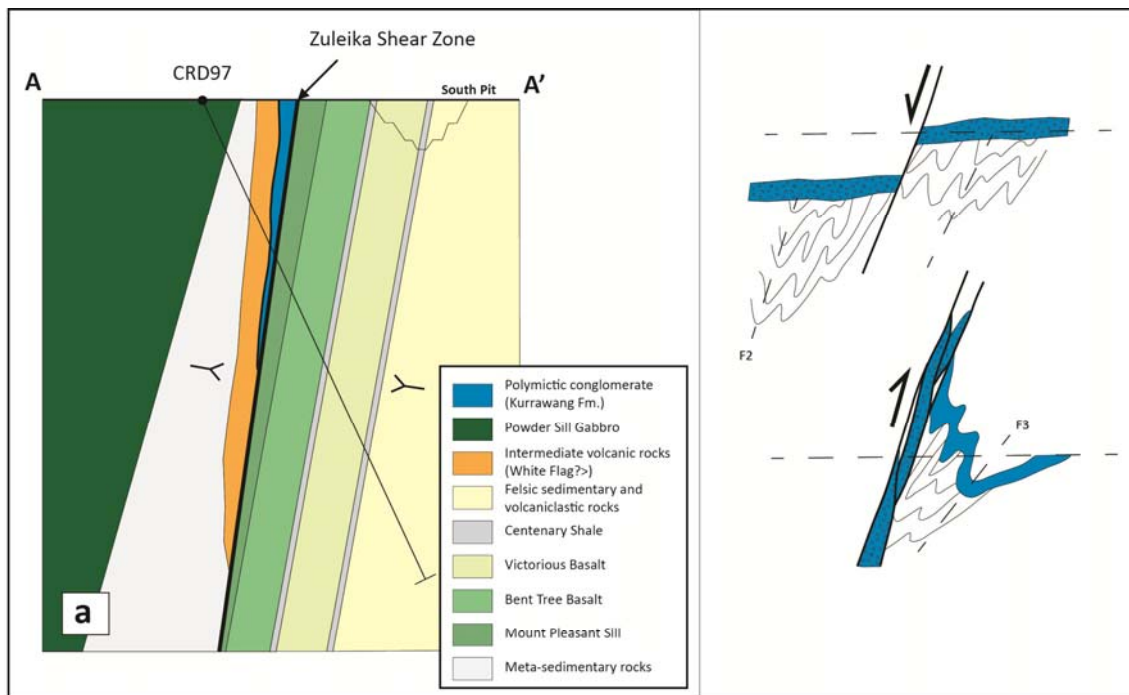 Zuleika Shear Zone
CRD97
A
A’
South Pit
Polymictic conglomerate
(Kurrawang Fm.)
Powder Sill Gabbro
Intermediate volcanic rocks
(White Flag?>)
Felsic sedimentary and
volcaniclastic rocks
Centenary Shale
Victorious Basalt
Bent Tree Basalt
Mount Pleasant Sill
Meta-sedimentary rocks
a
F2
F3